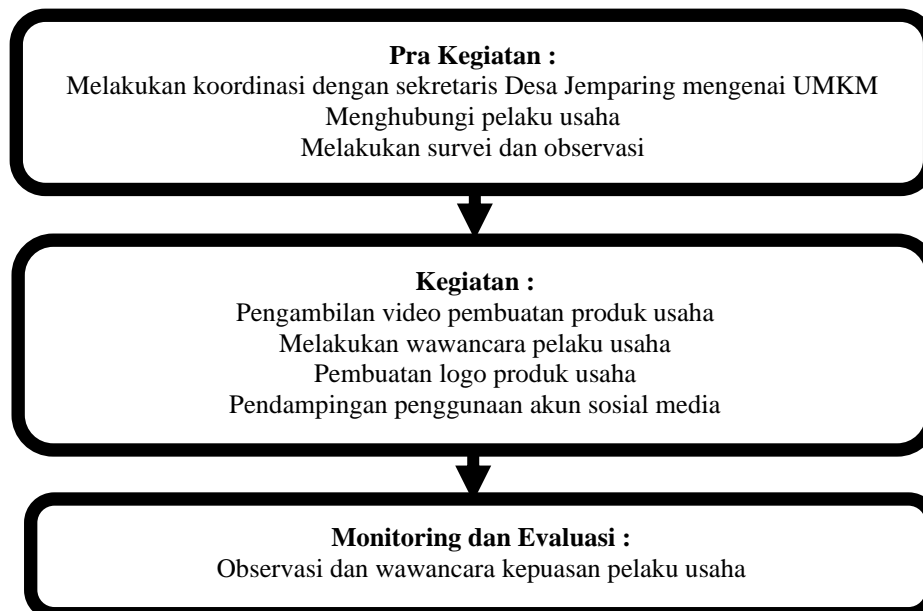 Pra Kegiatan :
Melakukan koordinasi dengan sekretaris Desa Jemparing mengenai UMKM
Menghubungi pelaku usaha
Melakukan survei dan observasi
Kegiatan :
Pengambilan video pembuatan produk usaha
Melakukan wawancara pelaku usaha
Pembuatan logo produk usaha
Pendampingan penggunaan akun sosial media
Monitoring dan Evaluasi :
Observasi dan wawancara kepuasan pelaku usaha